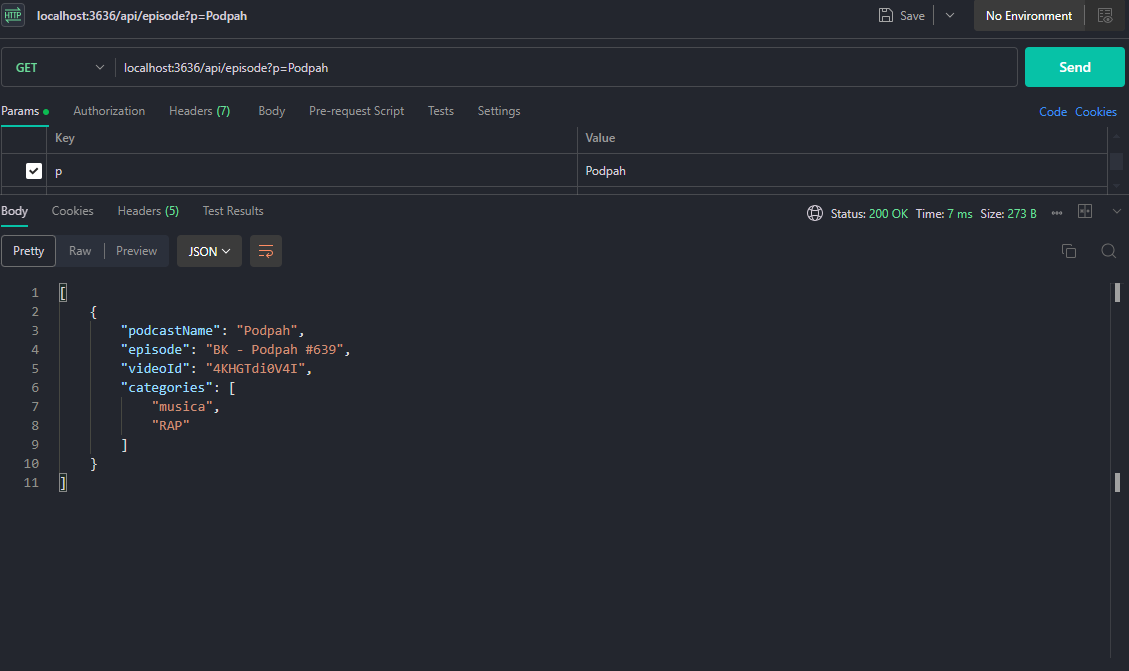 HTTP localhost:3636/api/episode?p=Podpah Save No Environment
GET localhost:3636/api/episode?p=Podpah Send
Params Authorization Headers (7) Body Pre-request Script Tests Settings Code Cookies
Key Value
p Podpah
Body Cookies Headers (5) Test Results Status: 200 OK Time: 7 ms Size: 273 B
Pretty Raw Preview JSON
1 [
2 {
3 "podcastName": "Podpah",
4 "episode": "BK - Podpah #639",
5 "videoId": "4KHGTdi0V4I",
6 "categories": [
7 "musica",
8 "RAP"
9 ]
10 }
11 ]